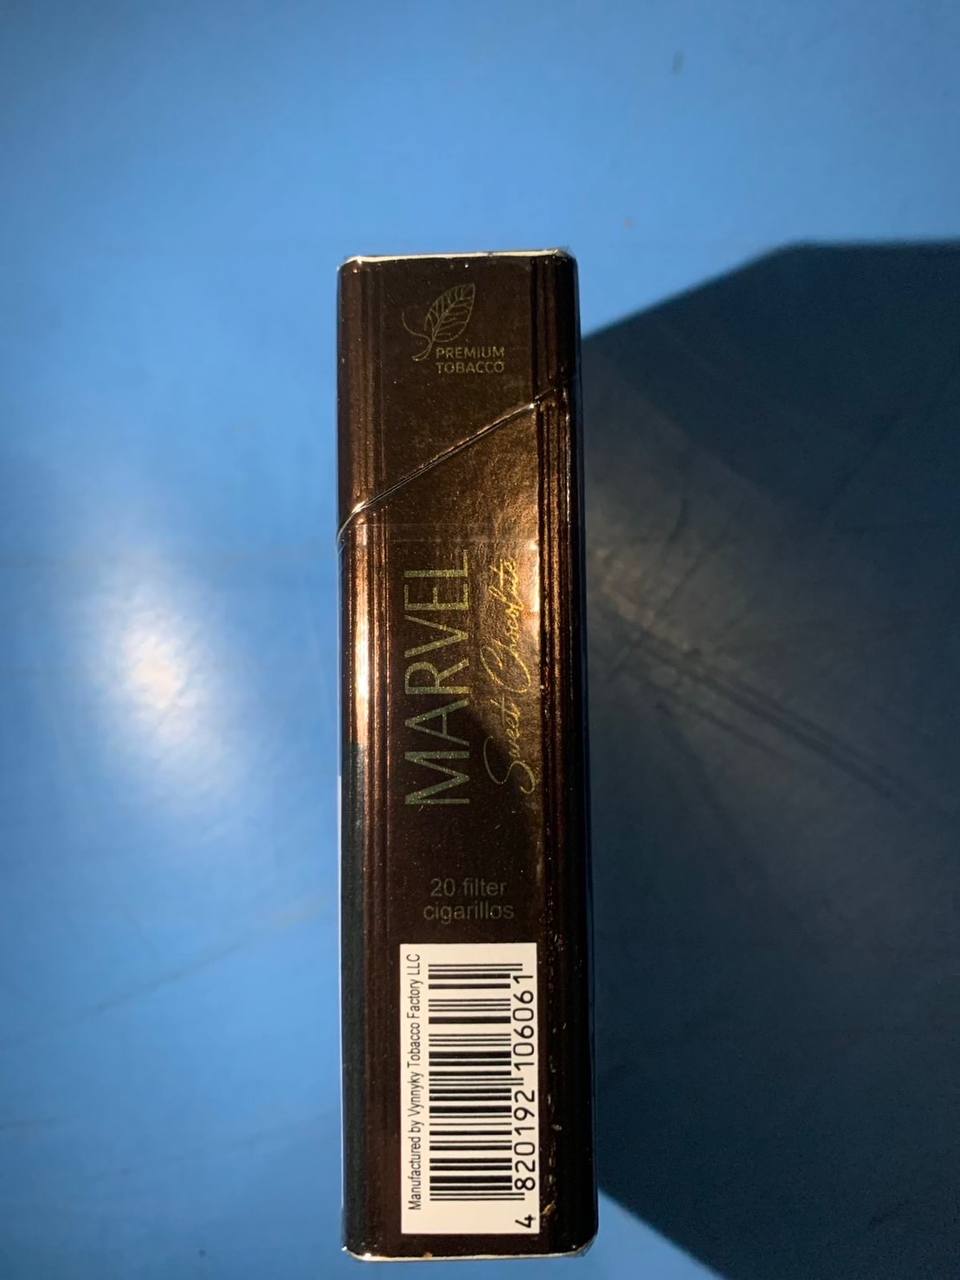 PREMIUM
TOBACCO
MARVEL
Sweet Chocolate
20 filter
cigarillos
Manufactured by Vynnyky Tobacco Factory LLC
4 820192 106061